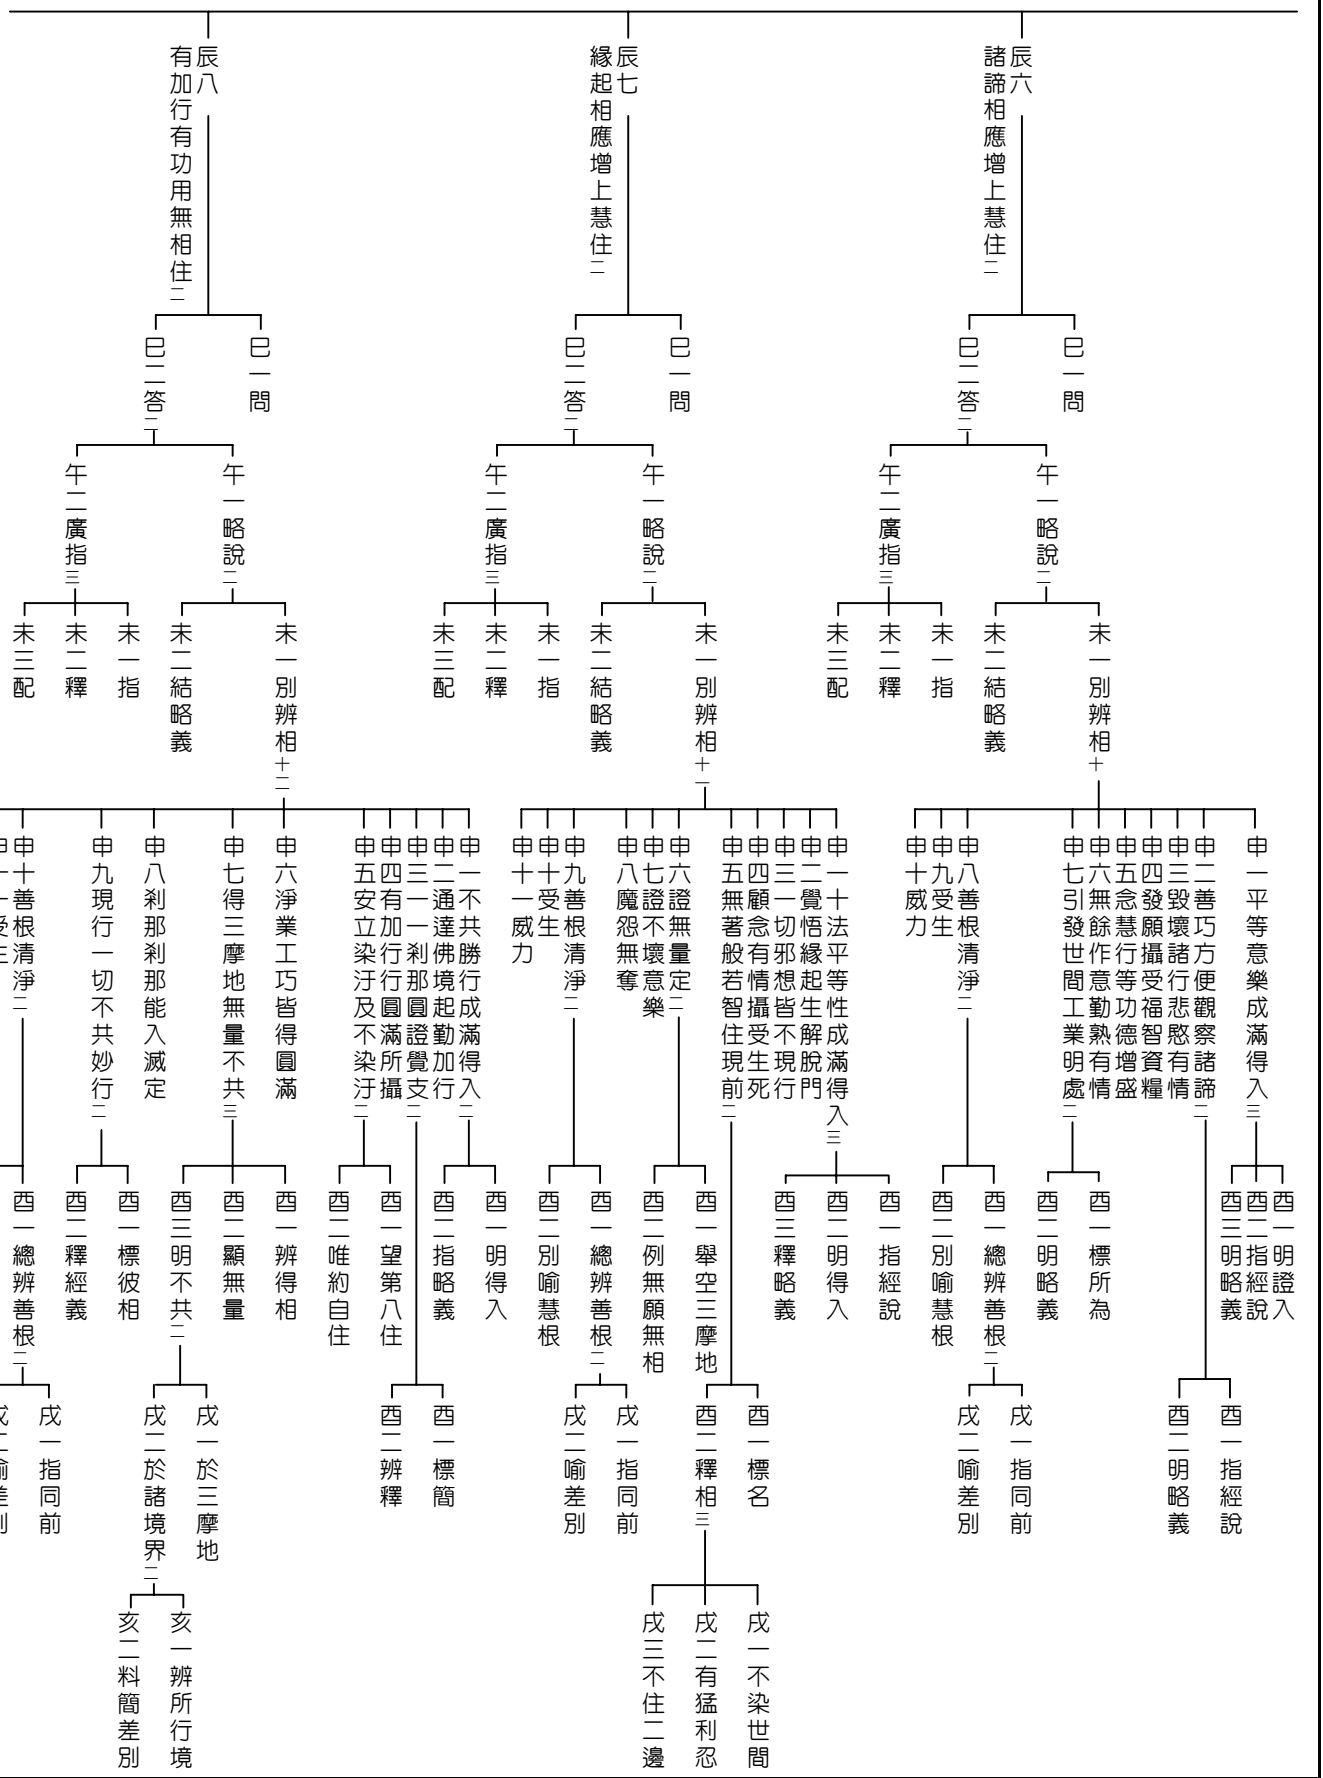 辰六
諸諦相應增上慧住二
巳一問
巳二答二
午一略說二
未一別辨相十
申一平等意樂成滿得入三
酉一明證入
酉二指經說
酉三明略義
申二善巧方便觀察諸諦二
酉一指經說
酉二明略義
申三毀壞諸行悲愍有情
申四發願攝受福智資糧
申五念慧行等功德增盛
申六無餘作意勤熟有情
申七引發世間工業明處二
酉一標所為
酉二明略義
申八善根清淨二
酉一總辨善根二
戌一指同前
戌二喻差別
酉二別喻慧根
申九受生
申十威力
未二結略義
午二廣指三
未一指
未二釋
未三配
辰七
緣起相應增上慧住二
巳一問
巳二答二
午一略說二
未一別辨相十一
申一十法平等性成滿得入三
酉一指經說
酉二明得入
酉三釋略義
申二覺悟緣起生解脫門
申三一切邪想皆不現行
申四顧念有情攝受生死
申五無著般若智住現前二
酉一標名
酉二釋相三
戌一不染世間
戌二有猛利忍
戌三不住二邊
申六證無量定二
酉一舉空三摩地
酉二例無願無相
申七證不壞意樂
申八魔怨無奪
申九善根清淨二
酉一總辨善根二
戌一指同前
戌二喻差別
酉二別喻慧根
申十受生
申十一威力
未二結略義
午二廣指三
未一指
未二釋
未三配
辰八
有加行有功用無相住二
巳一問
巳二答二
午一略說二
未一別辨相十二
申一不共勝行成滿得入二
酉一明得入
酉二指略義
申二通達佛境起勤加行
申三一一剎那圓證覺支二
酉一標簡
酉二辨釋
申四有加行行圓滿所攝
申五安立染汙及不染汙二
酉一望第八住
酉二唯約自住
申六淨業工巧皆得圓滿
申七得三摩地無量不共三
酉一辨得相
酉二顯無量
酉三明不共二
戌一於三摩地
戌二於諸境界二
亥一辨所行境
亥二料簡差別
申八剎那剎那能入滅定
申九現行一切不共妙行二
酉一標彼相
酉二釋經義
申十善根清淨二
酉一總辨善根二
戌一指同前
未二結略義
午二廣指三
未一指
未二釋
未三配